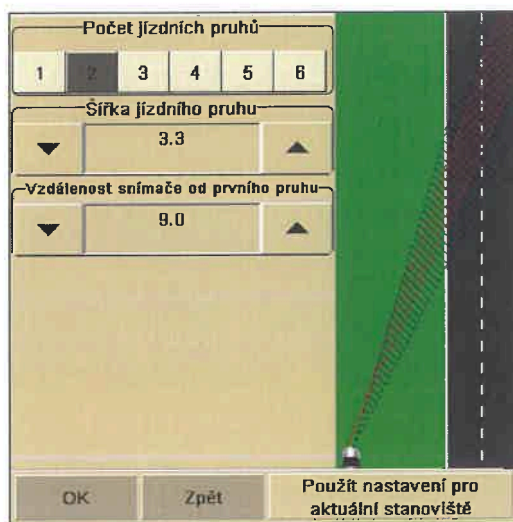 Počet jízdních pruhů
1 2 3 4 5 6
Šířka jízdního pruhu
3.3
Vzdálenost snímače od prvního pruhu
9.0
OK Zpět Použít nastavení pro
aktuální stanoviště